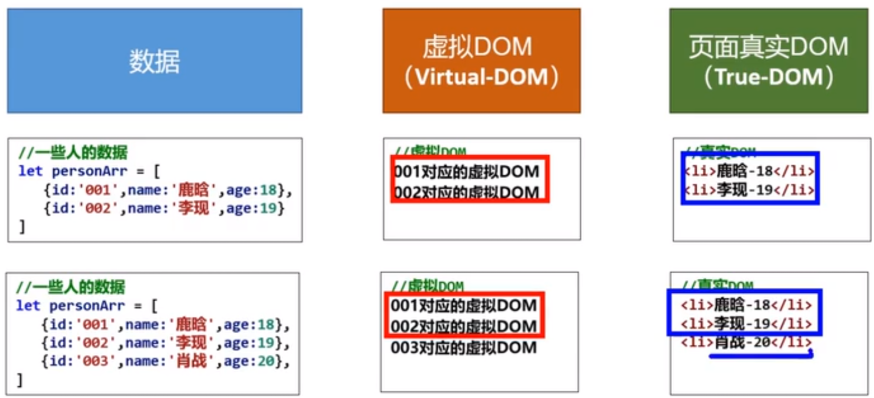 数据
虚拟DOM
（Virtual-DOM）
页面真实DOM
（True-DOM）
//一些人的数据
let personArr = [
{id:'001',name:'鹿晗',age:18},
{id:'002',name:'李现',age:19}
]
//虚拟DOM
001对应的虚拟DOM
002对应的虚拟DOM
//真实DOM
<li>鹿晗-18</li>
<li>李现-19</li>
//一些人的数据
let personArr = [
{id:'001',name:'鹿晗',age:18},
{id:'002',name:'李现',age:19},
{id:'003',name:'肖战',age:20},
]
//虚拟DOM
001对应的虚拟DOM
002对应的虚拟DOM
003对应的虚拟DOM
//真实DOM
<li>鹿晗-18</li>
<li>李现-19</li>
<li>肖战-20</li>